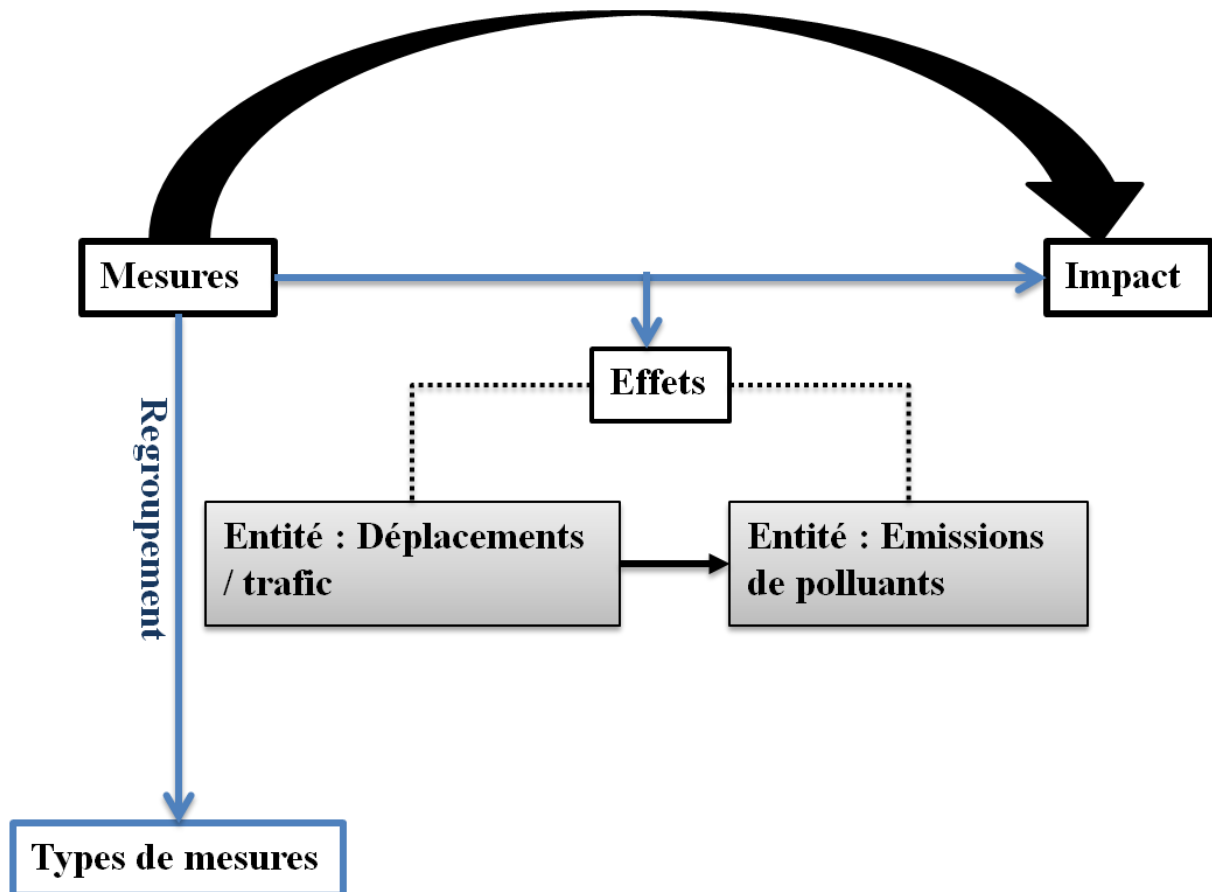 Mesures
Impact
Effets
Regroupement
Entité : Déplacements
/ trafic
Entité : Emissions
de polluants
Types de mesures